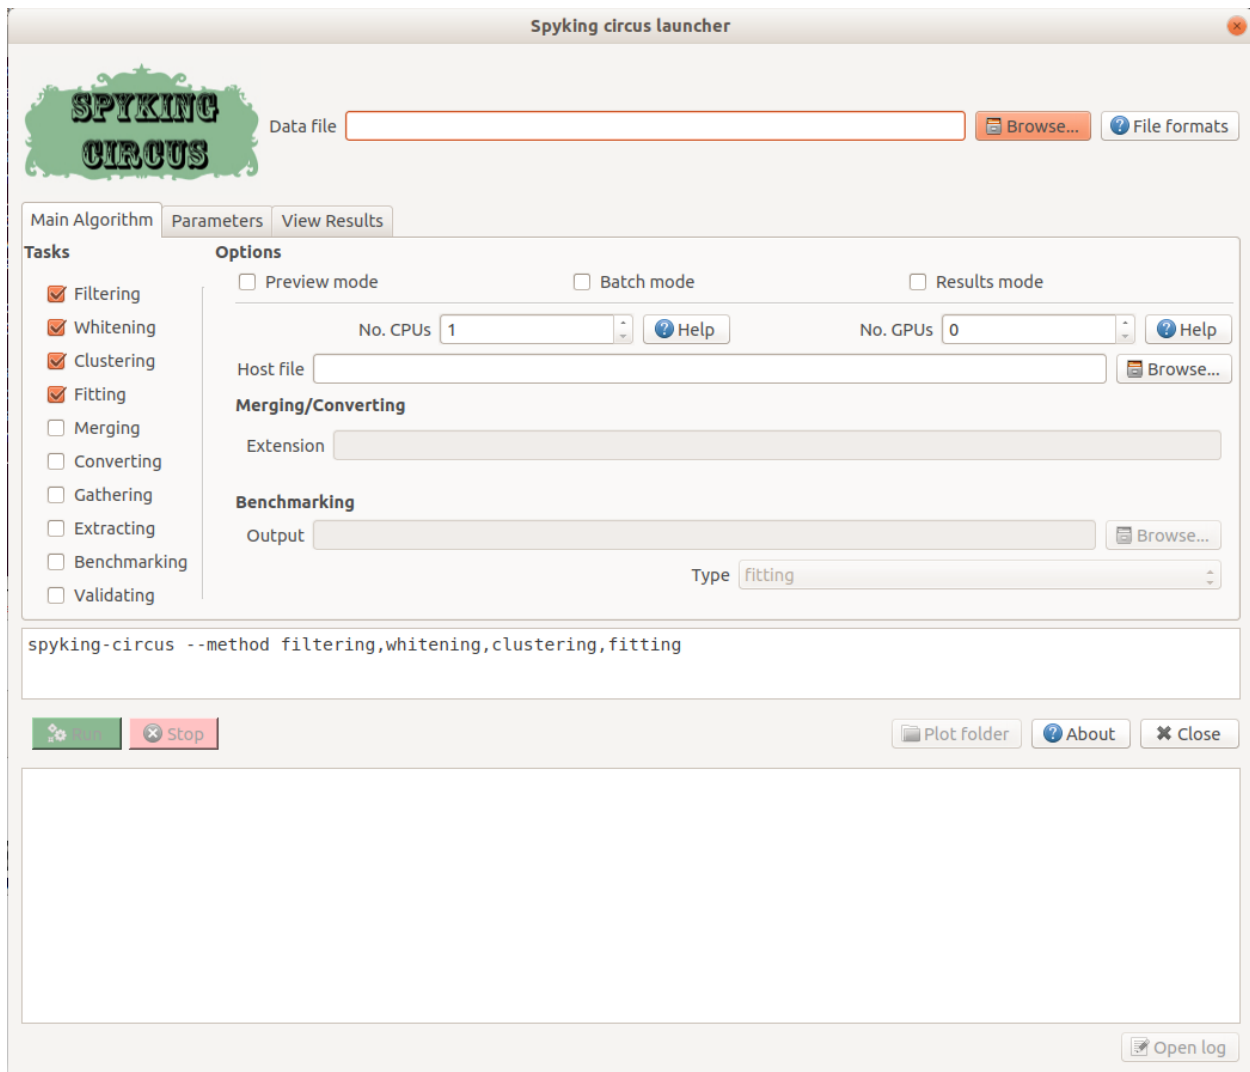 Spyking circus launcher
SPYKING
CIRCUS
Data file
Browse...
File formats
Main Algorithm
Parameters
View Results
Tasks
Filtering
Whitening
Clustering
Fitting
Merging
Converting
Gathering
Extracting
Benchmarking
Validating
Options
Preview mode
Batch mode
Results mode
No. CPUs 1
Help
No. GPUs 0
Help
Host file
Browse...
Merging/Converting
Extension
Benchmarking
Output
Browse...
Type fitting
spyking-circus --method filtering,whitening,clustering,fitting
Run
Stop
Plot folder
About
Close
Open log